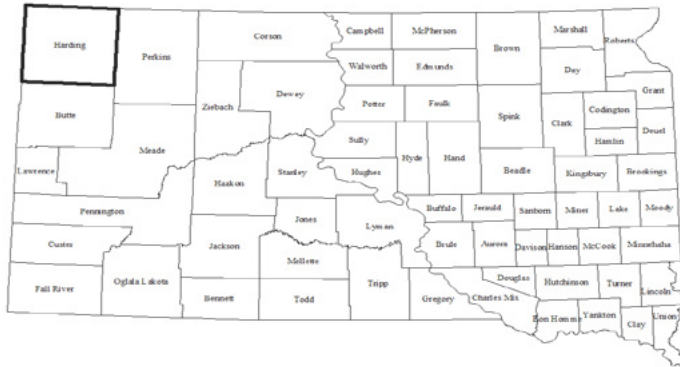 Harding
Perkins
Corson
Campbell
McPherson
Brown
Marshall
Roberts
Walworth
Edmunds
Day
Butte
Ziebach
Dewey
Potter
Faulk
Spink
Clark
Codington
Grant
Hamlin
Deuel
Meade
Sully
Hyde
Hand
Lawrence
Haakon
Stanley
Hughes
Beadle
Kingsbury
Brookings
Pennington
Jones
Lyman
Buffalo
Jerauld
Sanborn
Miner
Lake
Moody
Custer
Jackson
Mellette
Brule
Aurora
Davison
Hanson
McCook
Minnehaha
Fall River
Oglala Lakota
Bennett
Todd
Tripp
Gregory
Charles Mix
Douglas
Hutchinson
Turner
Lincoln
Bon Homme
Yankton
Clay
Union